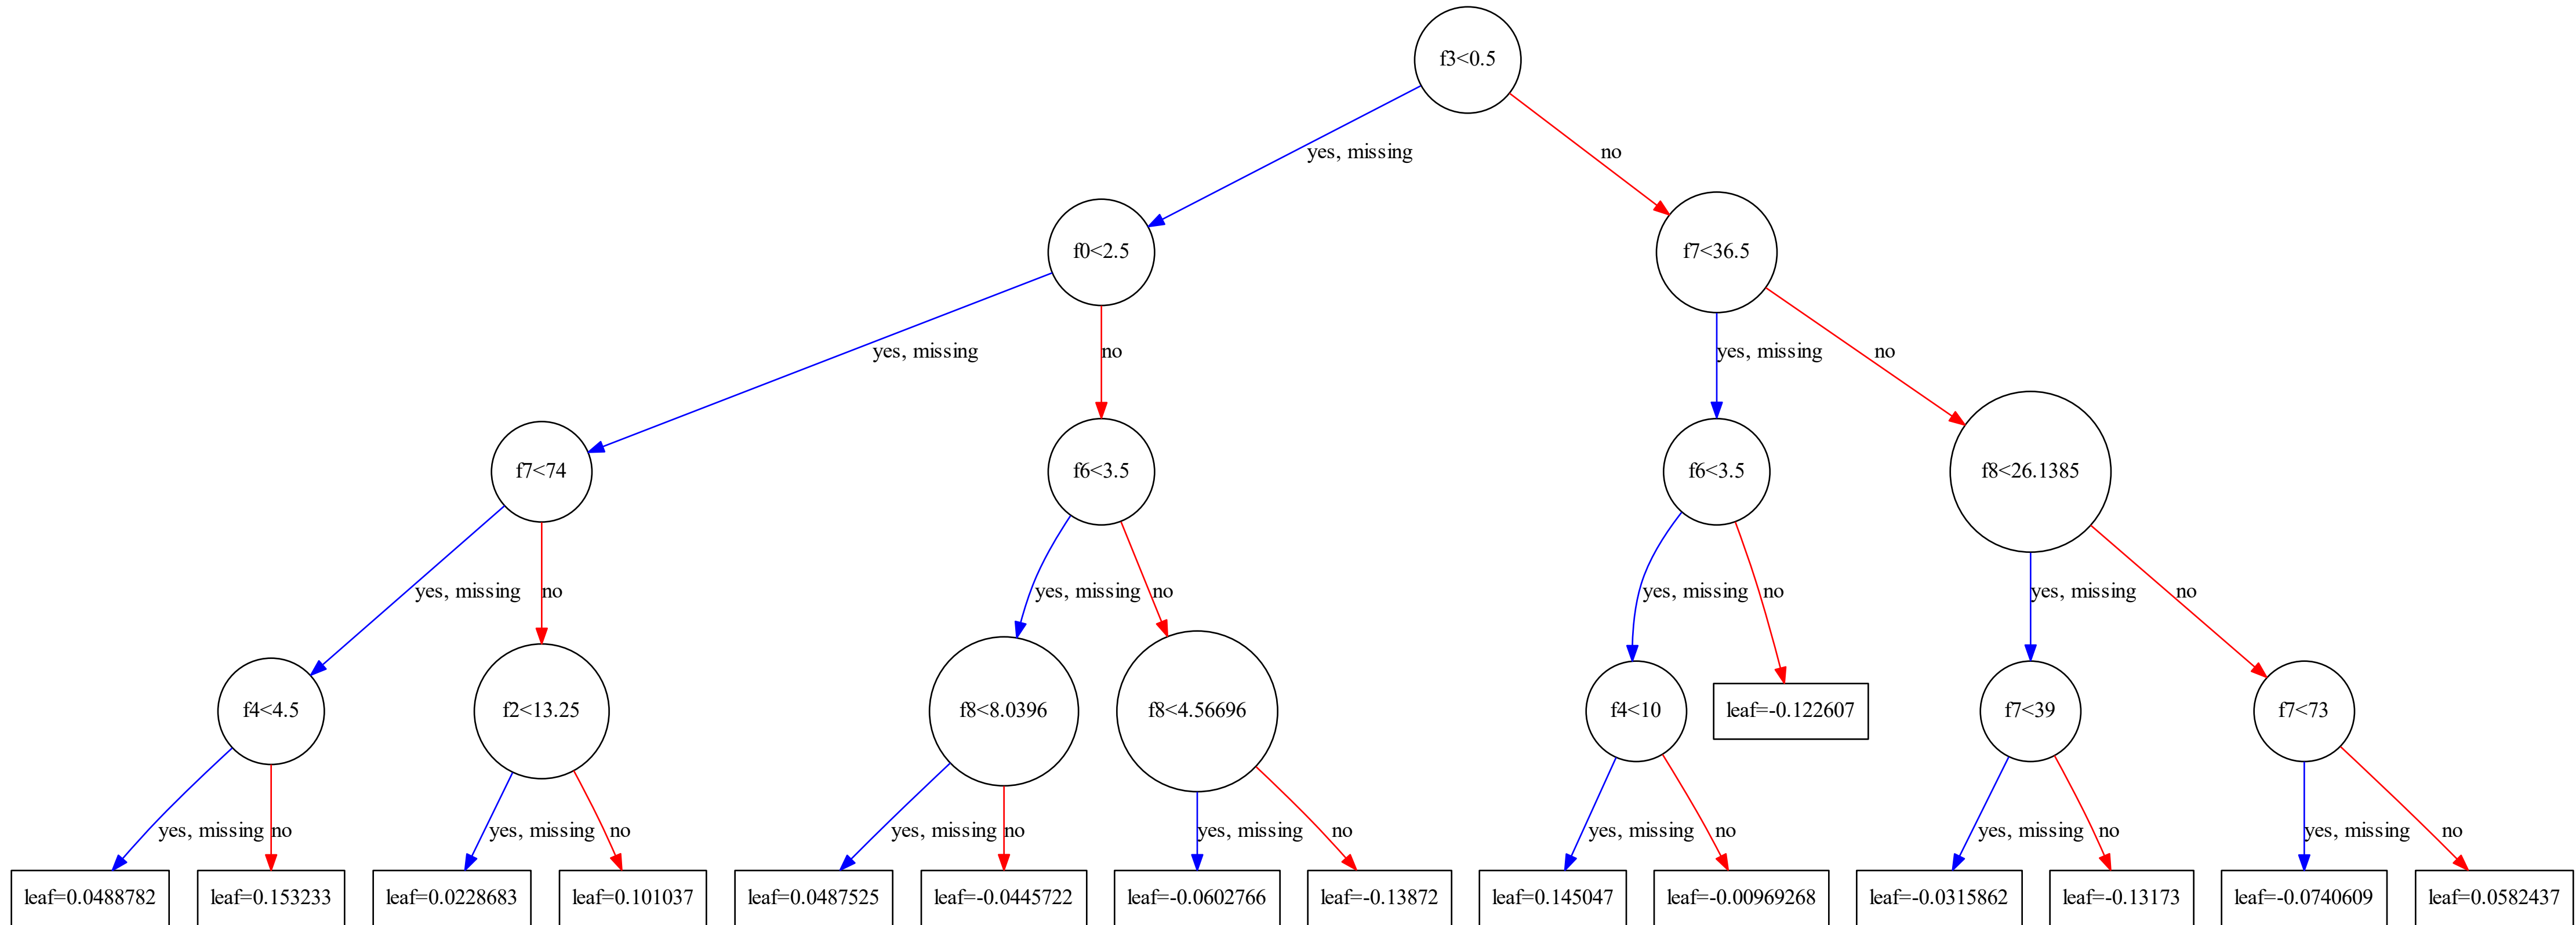 f3<0.5
yes, missing
no
f0<2.5
f7<36.5
yes, missing
no
yes, missing
no
f7<74
f6<3.5
f6<3.5
f8<26.1385
yes, missing
no
yes, missing
no
yes, missing
no
yes, missing
no
f4<4.5
f2<13.25
f8<8.0396
f8<4.56696
f4<10
leaf=-0.122607
f7<39
f7<73
yes, missing
no
yes, missing
no
yes, missing
no
yes, missing
no
yes, missing
no
yes, missing
no
yes, missing
no
leaf=0.0488782
leaf=0.153233
leaf=0.0228683
leaf=0.101037
leaf=0.0487525
leaf=-0.0445722
leaf=-0.0602766
leaf=-0.13872
leaf=0.145047
leaf=-0.00969268
leaf=-0.0315862
leaf=-0.13173
leaf=-0.0740609
leaf=0.0582437